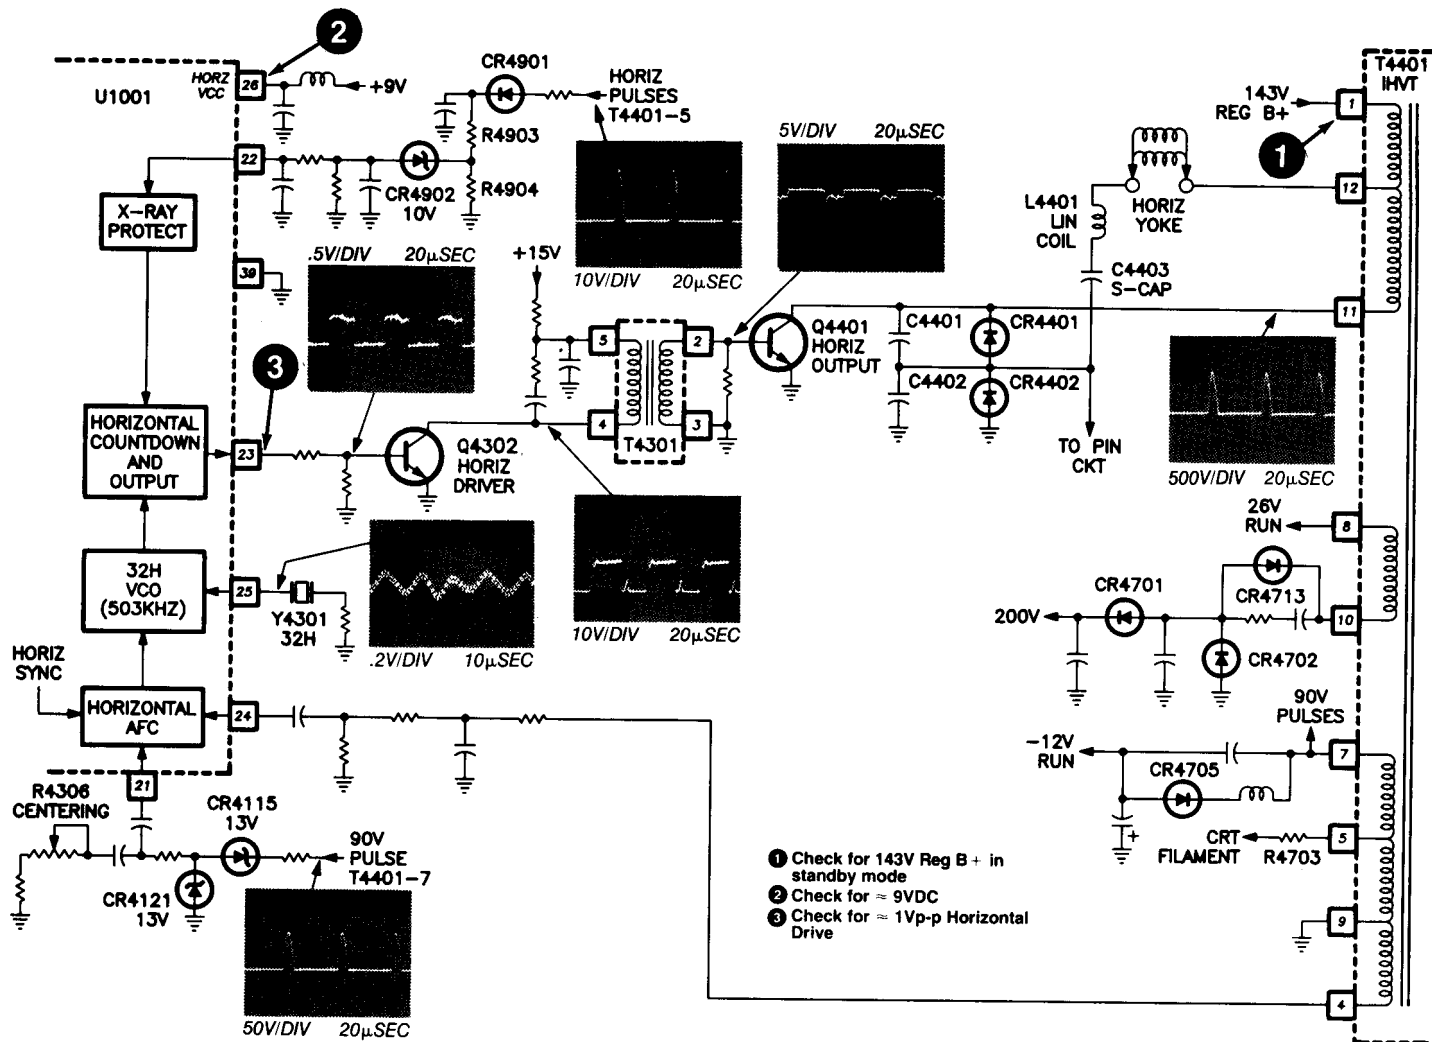 2
HORZ
VCC
26
+9V
U1001
CR4901
HORIZ
PULSES
T4401-5
R4903
22
CR4902
10V
R4904
X-RAY
PROTECT
39
.5V/DIV 20µSEC
+15V
10V/DIV 20µSEC
5V/DIV 20µSEC
T4401
IHVT
143V
REG B+
1
1
12
L4401
LIN
COIL
HORIZ
YOKE
C4403
S-CAP
11
3
HORIZONTAL
COUNTDOWN
AND
OUTPUT
23
Q4302
HORIZ
DRIVER
5
4
T4301
2
3
Q4401
HORIZ
OUTPUT
C4401
CR4401
C4402
CR4402
TO PIN
CKT
500V/DIV 20µSEC
32H
VCO
(503KHZ)
25
Y4301
32H
.2V/DIV 10µSEC
10V/DIV 20µSEC
26V
RUN
8
CR4713
CR4701
200V
10
CR4702
HORIZ
SYNC
HORIZONTAL
AFC
24
90V
PULSES
-12V
RUN
7
CR4705
21
R4306
CENTERING
CR4115
13V
90V
PULSE
T4401-7
CR4121
13V
50V/DIV 20µSEC
CRT
FILAMENT
R4703
5
9
4
1 Check for 143V Reg B + in
standby mode
2 Check for ≈ 9VDC
3 Check for ≈ 1Vp-p Horizontal
Drive